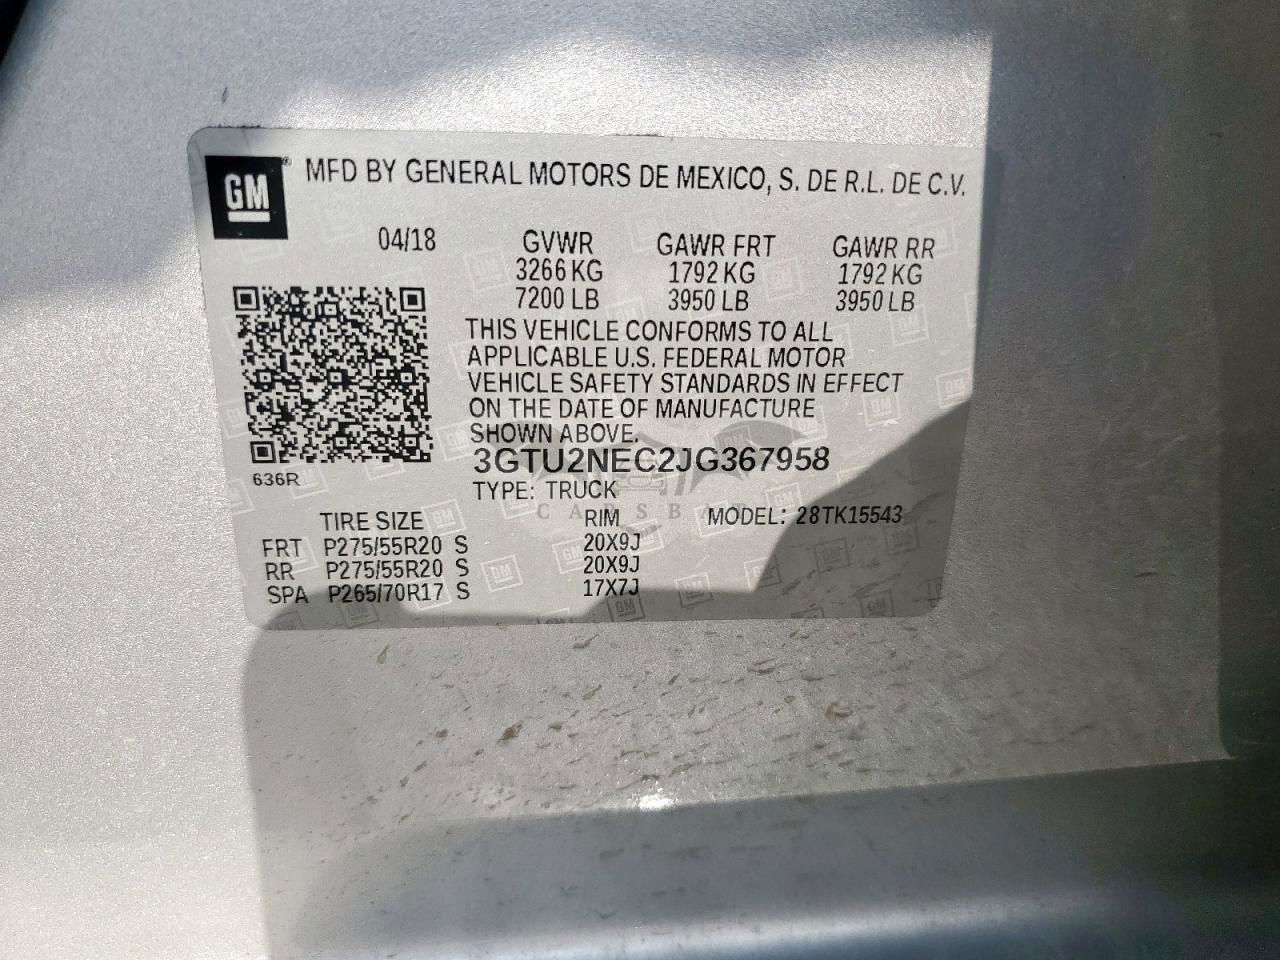 GM® MFD BY GENERAL MOTORS DE MEXICO, S. DE R.L. DE C.V.
04/18 GVWR GAWR FRT GAWR RR
3266 KG 1792 KG 1792 KG
7200 LB 3950 LB 3950 LB
THIS VEHICLE CONFORMS TO ALL
APPLICABLE U.S. FEDERAL MOTOR
VEHICLE SAFETY STANDARDS IN EFFECT
ON THE DATE OF MANUFACTURE
SHOWN ABOVE.
3GTU2NEC2JG367958
636R
TYPE: TRUCK
TIRE SIZE RIM MODEL: 28TK15543
FRT P275/55R20 S 20X9J
RR P275/55R20 S 20X9J
SPA P265/70R17 S 17X7J